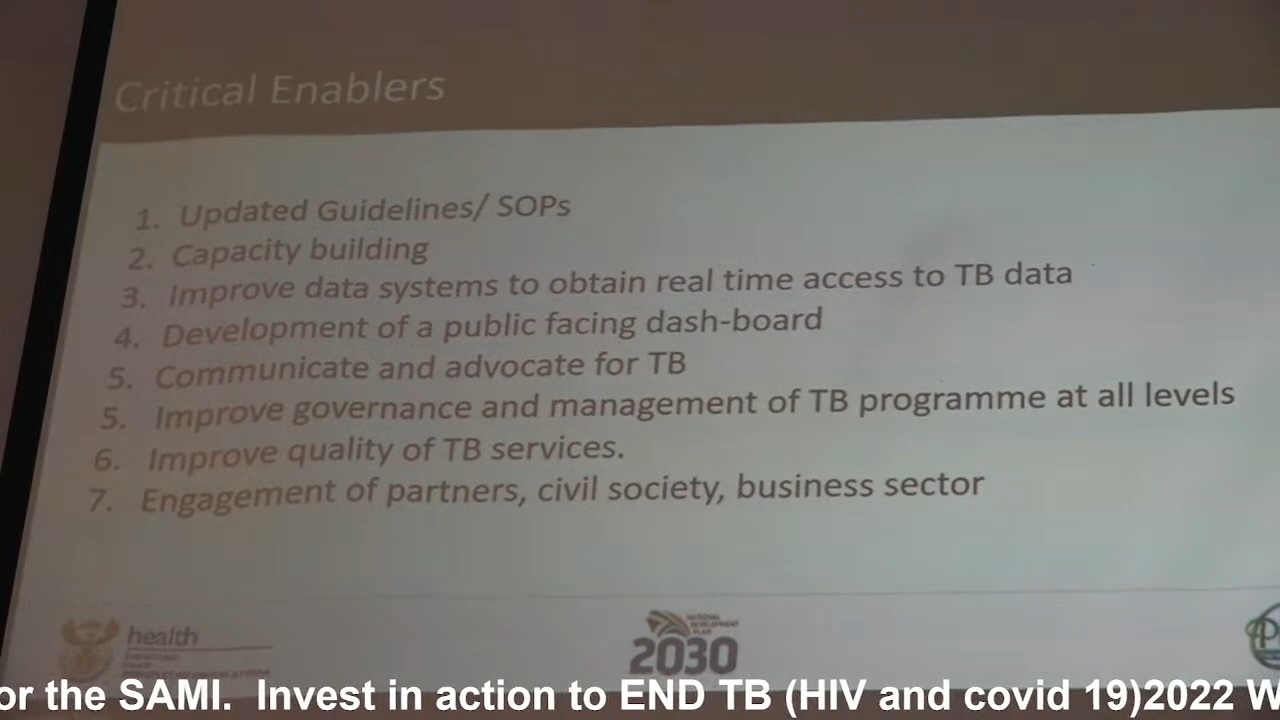 Critical Enablers
1. Updated Guidelines/ SOPs
2. Capacity building
3. Improve data systems to obtain real time access to TB data
4. Development of a public facing dash-board
5. Communicate and advocate for TB
5. Improve governance and management of TB programme at all levels
6. Improve quality of TB services.
7. Engagement of partners, civil society, business sector
health
NATIONAL
DEVELOPMENT
PLAN
2030
or the SAMI. Invest in action to END TB (HIV and covid 19)2022 W